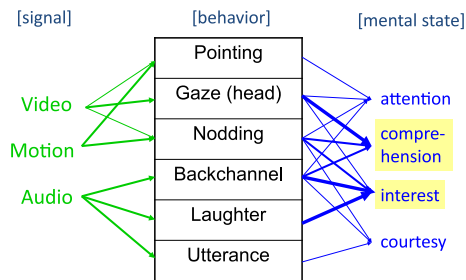 [signal]
[behavior]
[mental state]
Video
Motion
Audio
Pointing
Gaze (head)
Nodding
Backchannel
Laughter
Utterance
attention
compre-
hension
interest
courtesy